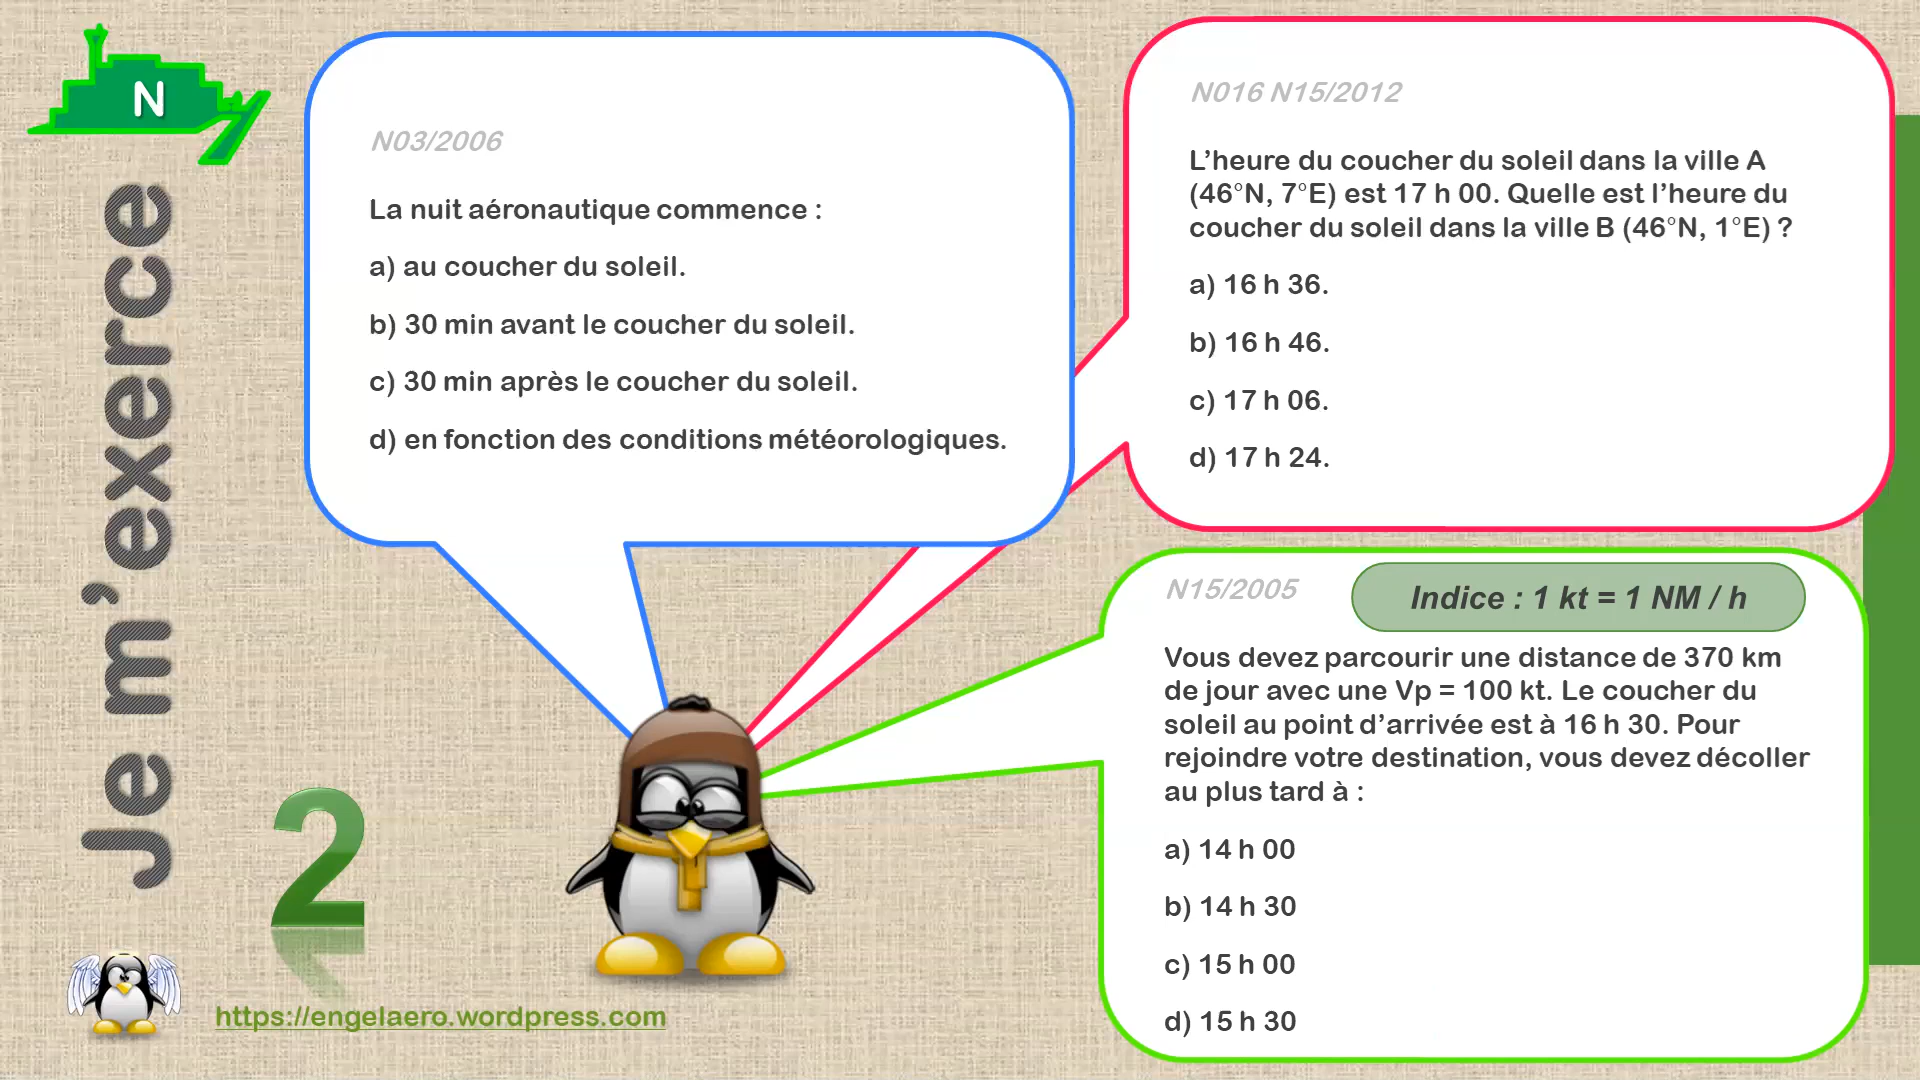 N
Je m’exerce
2
https://engelaero.wordpress.com
N03/2006
La nuit aéronautique commence :
a) au coucher du soleil.
b) 30 min avant le coucher du soleil.
c) 30 min après le coucher du soleil.
d) en fonction des conditions météorologiques.
N016 N15/2012
L’heure du coucher du soleil dans la ville A
(46°N, 7°E) est 17 h 00. Quelle est l’heure du
coucher du soleil dans la ville B (46°N, 1°E) ?
a) 16 h 36.
b) 16 h 46.
c) 17 h 06.
d) 17 h 24.
N15/2005
Indice : 1 kt = 1 NM / h
Vous devez parcourir une distance de 370 km
de jour avec une Vp = 100 kt. Le coucher du
soleil au point d’arrivée est à 16 h 30. Pour
rejoindre votre destination, vous devez décoller
au plus tard à :
a) 14 h 00
b) 14 h 30
c) 15 h 00
d) 15 h 30